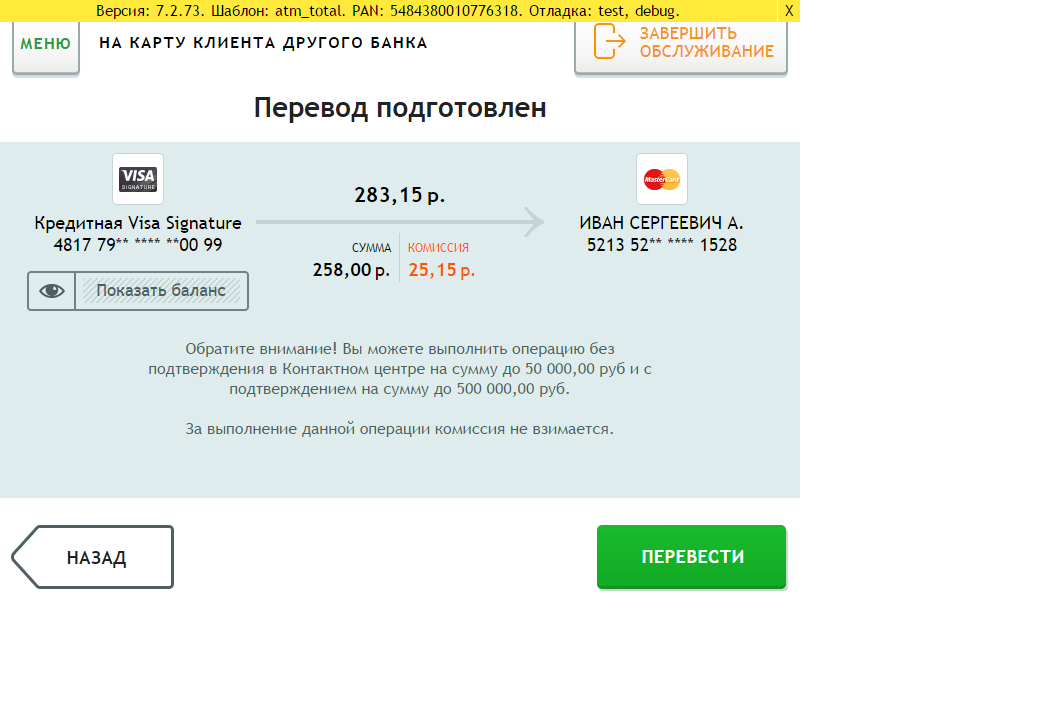 Версия: 7.2.73. Шаблон: atm_total. PAN: 5484380010776318. Отладка: test, debug. X
МЕНЮ
НА КАРТУ КЛИЕНТА ДРУГОГО БАНКА
ЗАВЕРШИТЬ
ОБСЛУЖИВАНИЕ
Перевод подготовлен
VISA
SIGNATURE
MasterCard
283,15 р.
Кредитная Visa Signature
4817 79** **** **00 99
ИВАН СЕРГЕЕВИЧ А.
5213 52** **** 1528
СУММА КОМИССИЯ
258,00 р. 25,15 р.
Показать баланс
Обратите внимание! Вы можете выполнить операцию без
подтверждения в Контактном центре на сумму до 50 000,00 руб и с
подтверждением на сумму до 500 000,00 руб.
За выполнение данной операции комиссия не взимается.
НАЗАД
ПЕРЕВЕСТИ